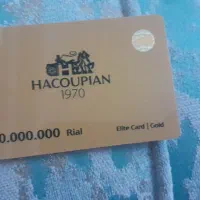 HACOUPIAN
1970
0.000.000 Rial
Elite Card | Gold